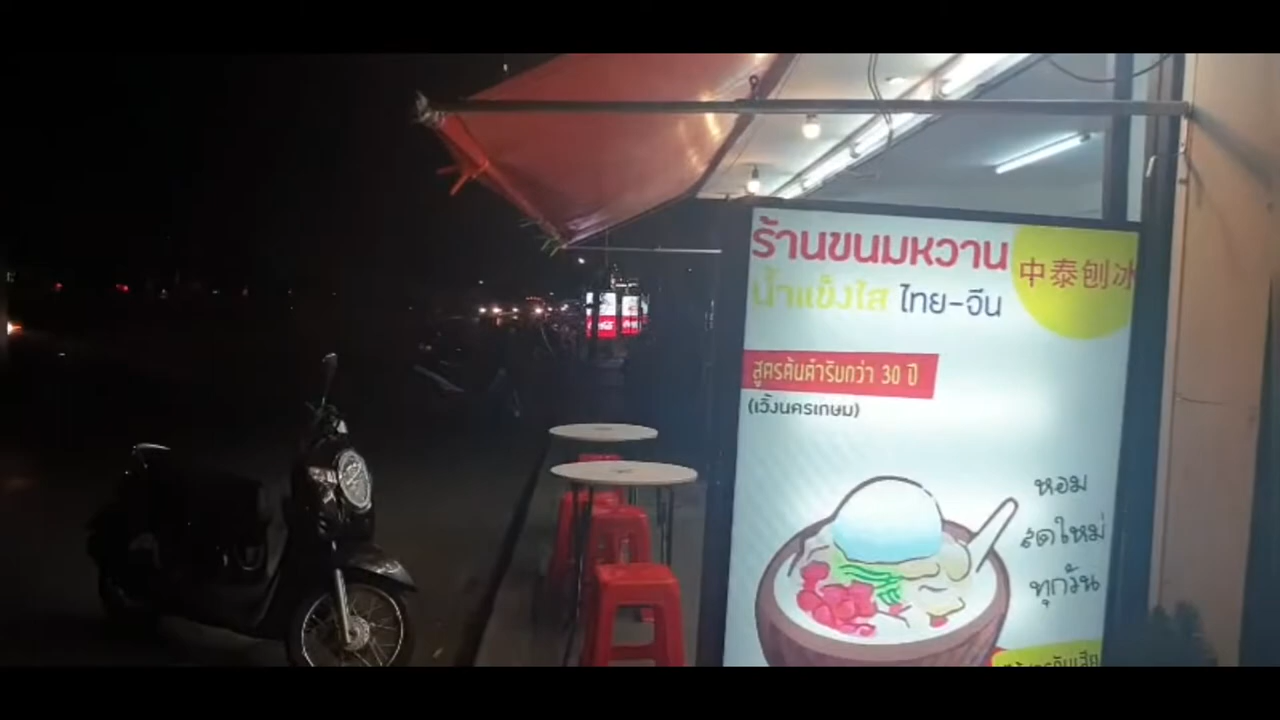 ร้านขนมหวาน
中泰刨冰
น้ำแข็งใส ไทย-จีน
สูตรต้นตำรับกว่า 30 ปี
(เวิ้งนครเกษม)
หอม
สดใหม่
ทุกวัน